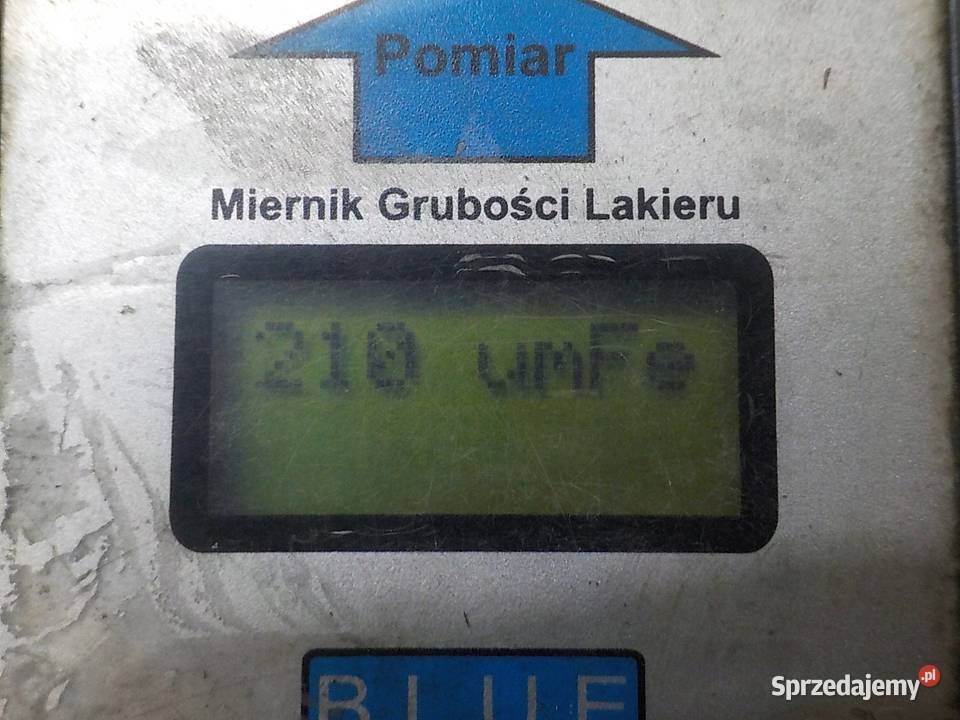 Pomiar
Miernik Grubości Lakieru
210 umFe
BLUE
Sprzedajemy.pl